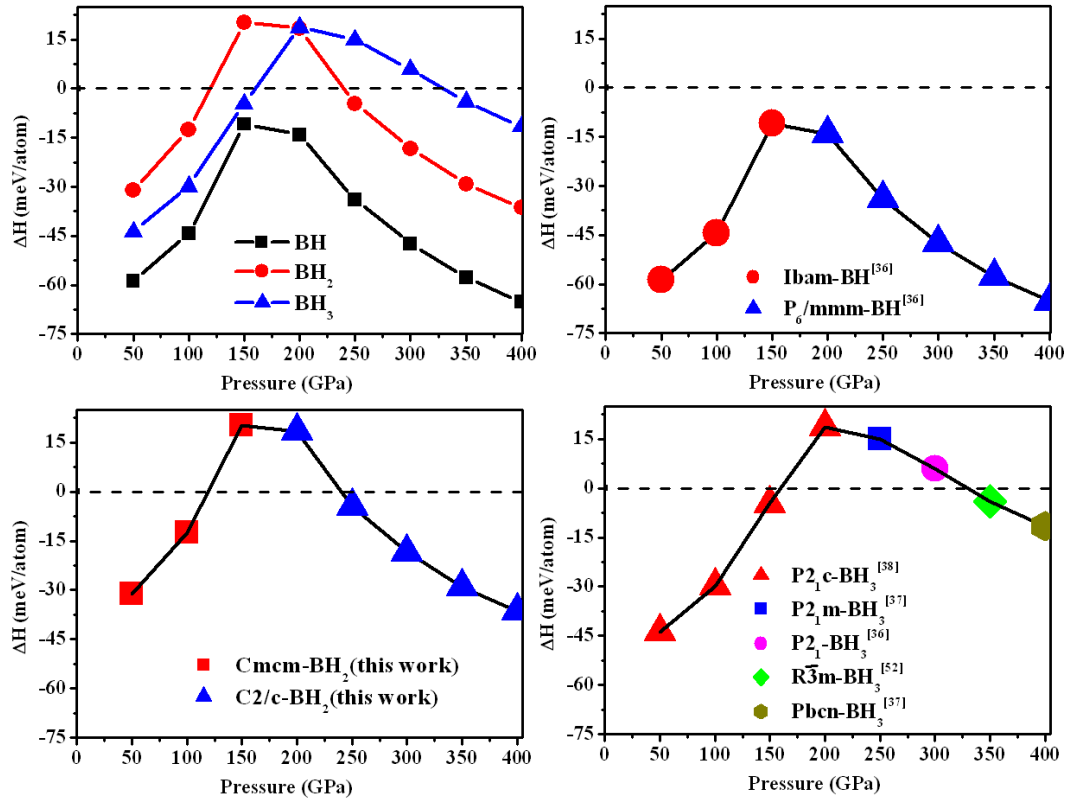 15
0
-15
-30
-45
-60
-75
ΔH (meV/atom)
BH
BH₂
BH₃
0 50 100 150 200 250 300 350 400
Pressure (GPa)
15
0
-15
-30
-45
-60
-75
ΔH (meV/atom)
Ibam-BH[36]
P₆/mmm-BH[36]
0 50 100 150 200 250 300 350 400
Pressure (GPa)
15
0
-15
-30
-45
-60
-75
ΔH (meV/atom)
Cmcm-BH₂(this work)
C2/c-BH₂(this work)
0 50 100 150 200 250 300 350 400
Pressure (GPa)
15
0
-15
-30
-45
-60
-75
ΔH (meV/atom)
P2₁c-BH₃[38]
P2₁m-BH₃[37]
P2₁-BH₃[36]
R3̅m-BH₃[52]
Pbcn-BH₃[37]
0 50 100 150 200 250 300 350 400
Pressure (GPa)